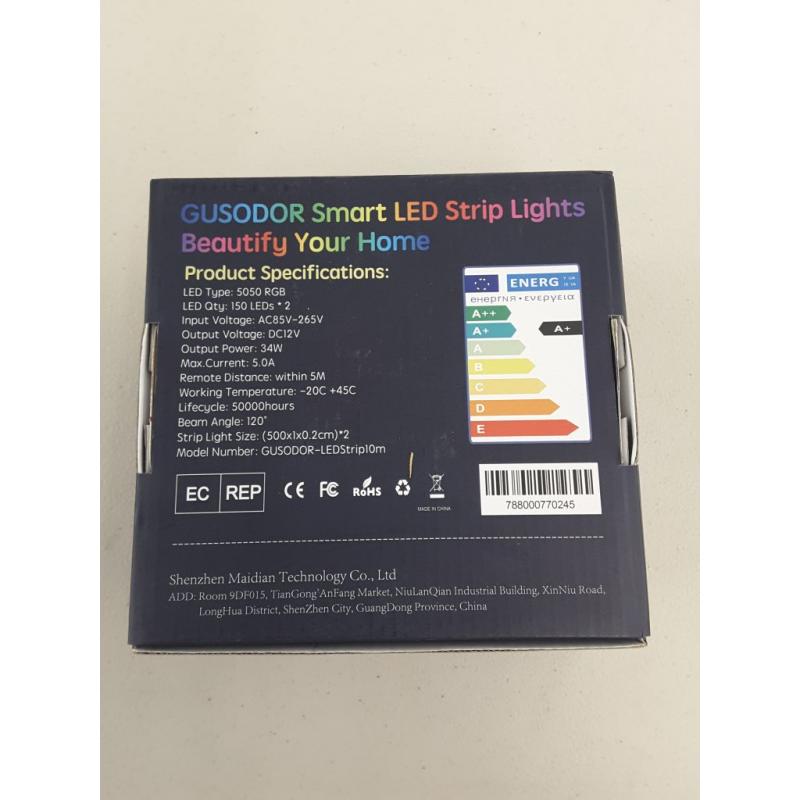 GUSODOR Smart LED Strip Lights
Beautify Your Home
Product Specifications:
LED Type: 5050 RGB
LED Qty: 150 LEDs * 2
Input Voltage: AC85V-265V
Output Voltage: DC12V
Output Power: 34W
Max.Current: 5.0A
Remote Distance: within 5M
Working Temperature: -20C +45C
Lifecycle: 50000hours
Beam Angle: 120°
Strip Light Size: (500x1x0.2cm)*2
Model Number: GUSODOR-LEDStrip10m
ENERG
енергия • ενεργεια
A++
A+
A+
A
B
C
D
E
EC REP
CE FC RoHS
MADE IN CHINA
788000770245
Shenzhen Maidian Technology Co., Ltd
ADD: Room 9DF015, TianGong'AnFang Market, NiuLanQian Industrial Building, XinNiu Road,
LongHua District, ShenZhen City, GuangDong Province, China